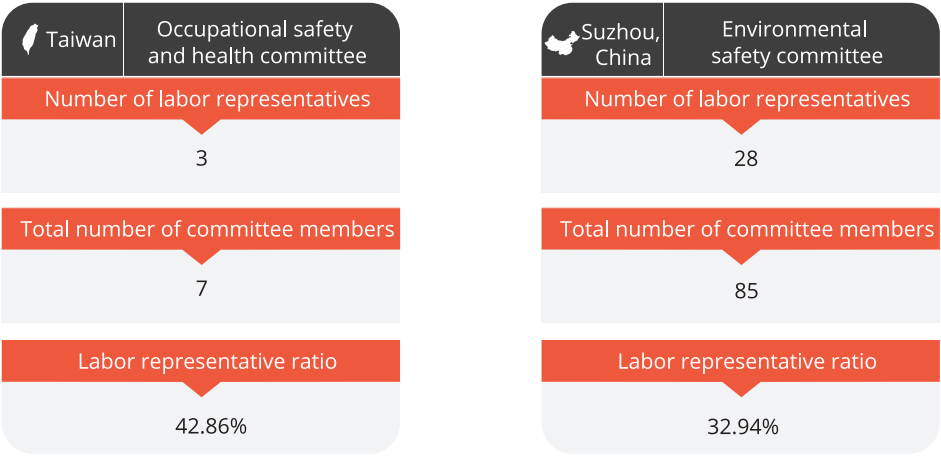 Taiwan
Occupational safety
and health committee
Number of labor representatives
3
Total number of committee members
7
Labor representative ratio
42.86%
Suzhou,
China
Environmental
safety committee
Number of labor representatives
28
Total number of committee members
85
Labor representative ratio
32.94%